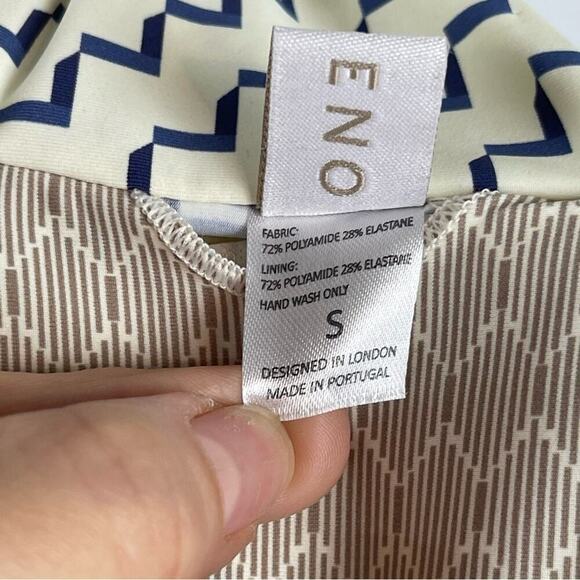 ENO
FABRIC:
72% POLYAMIDE 28% ELASTANE
LINING:
72% POLYAMIDE 28% ELASTANE
HAND WASH ONLY
S
DESIGNED IN LONDON
MADE IN PORTUGAL